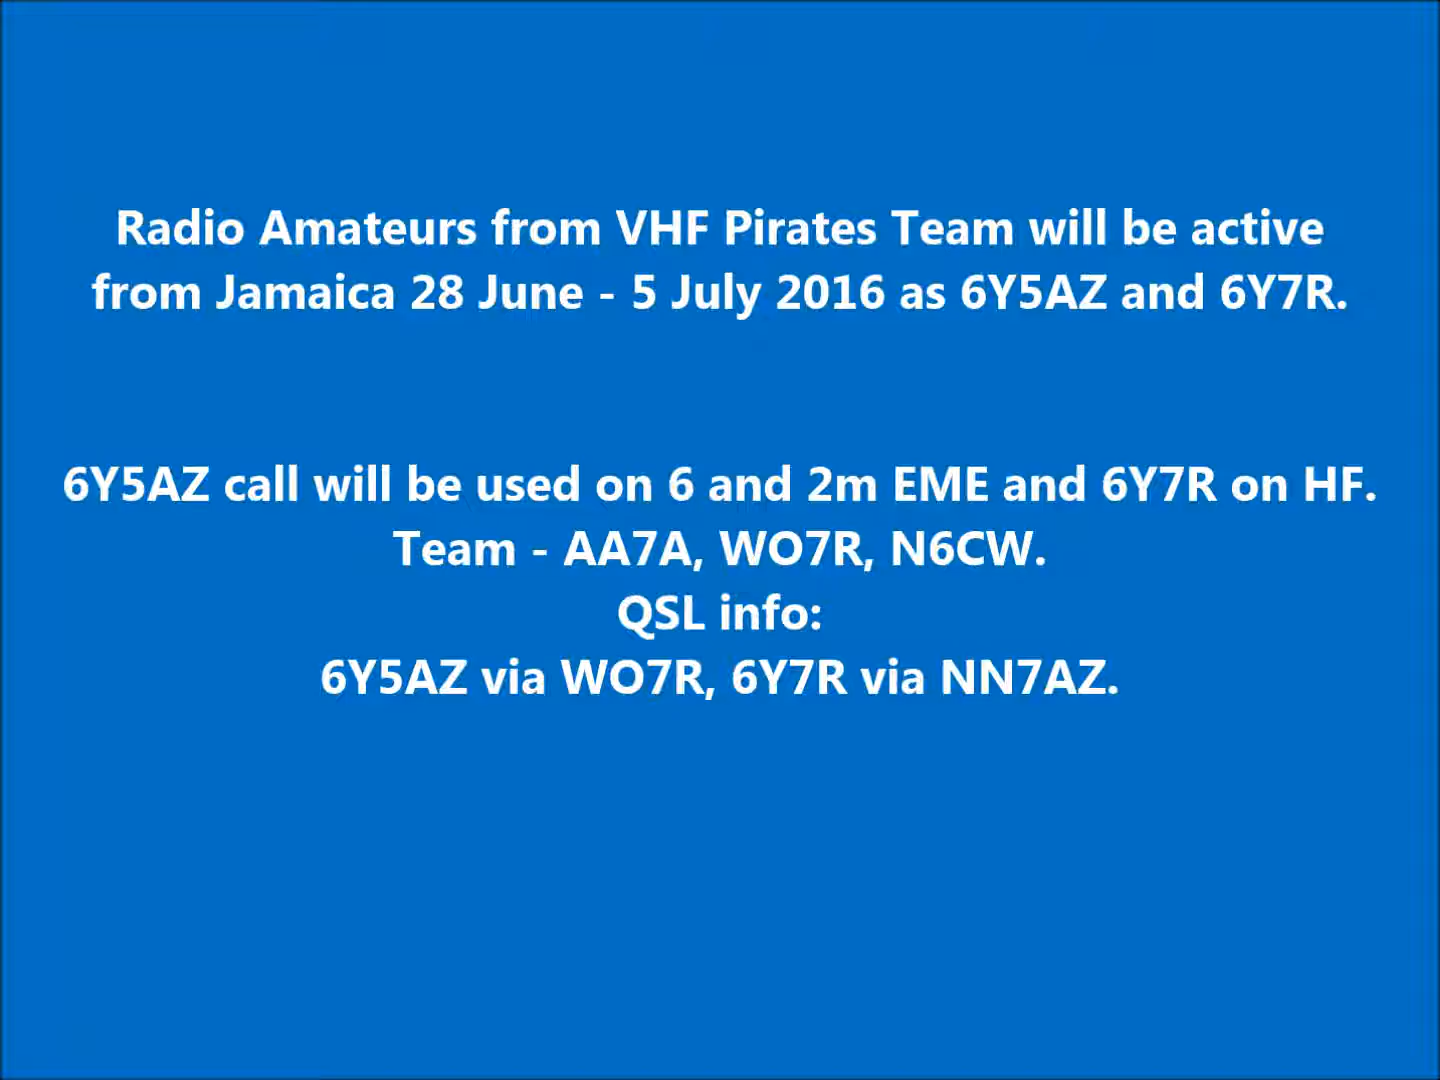 Radio Amateurs from VHF Pirates Team will be active
from Jamaica 28 June - 5 July 2016 as 6Y5AZ and 6Y7R.
6Y5AZ call will be used on 6 and 2m EME and 6Y7R on HF.
Team - AA7A, WO7R, N6CW.
QSL info:
6Y5AZ via WO7R, 6Y7R via NN7AZ.